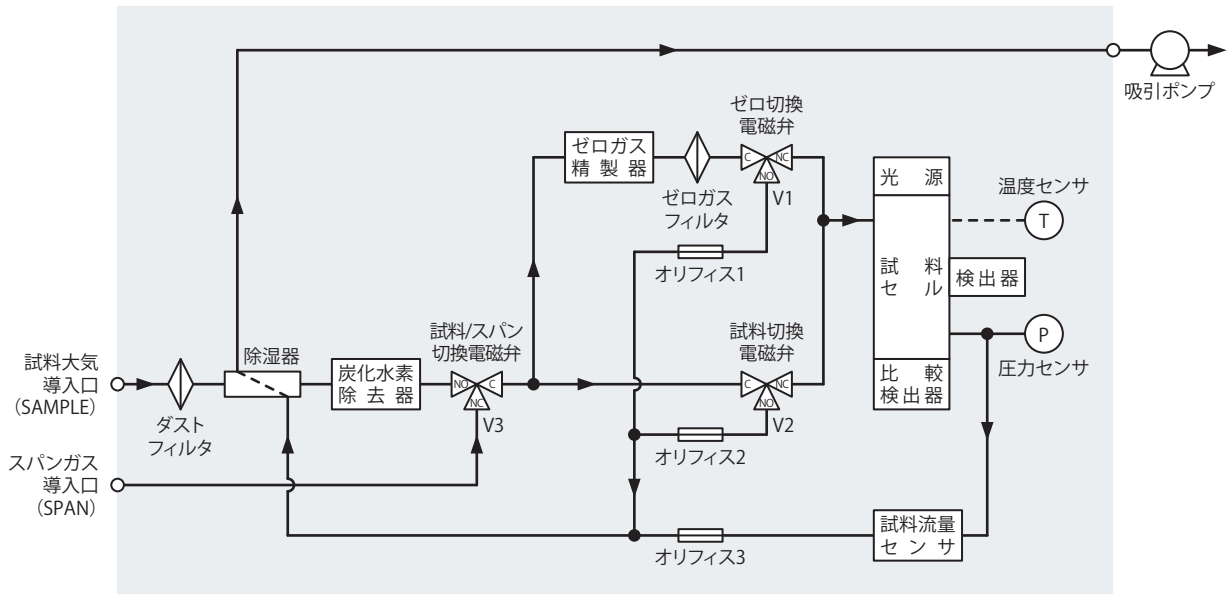 吸引ポンプ
ゼロ切換
電磁弁
ゼロガス
精製器
C
NC
NO
V1
ゼロガス
フィルタ
オリフィス1
光 源
試 料
セ ル
検出器
比 較
検出器
温度センサ
T
P
圧力センサ
試料大気
導入口
(SAMPLE)
ダスト
フィルタ
除湿器
炭化水素
除去器
試料/スパン
切換電磁弁
NO
C
NC
V3
試料切換
電磁弁
C
NC
NO
V2
オリフィス2
スパンガス
導入口
(SPAN)
オリフィス3
試料流量
セ ン サ